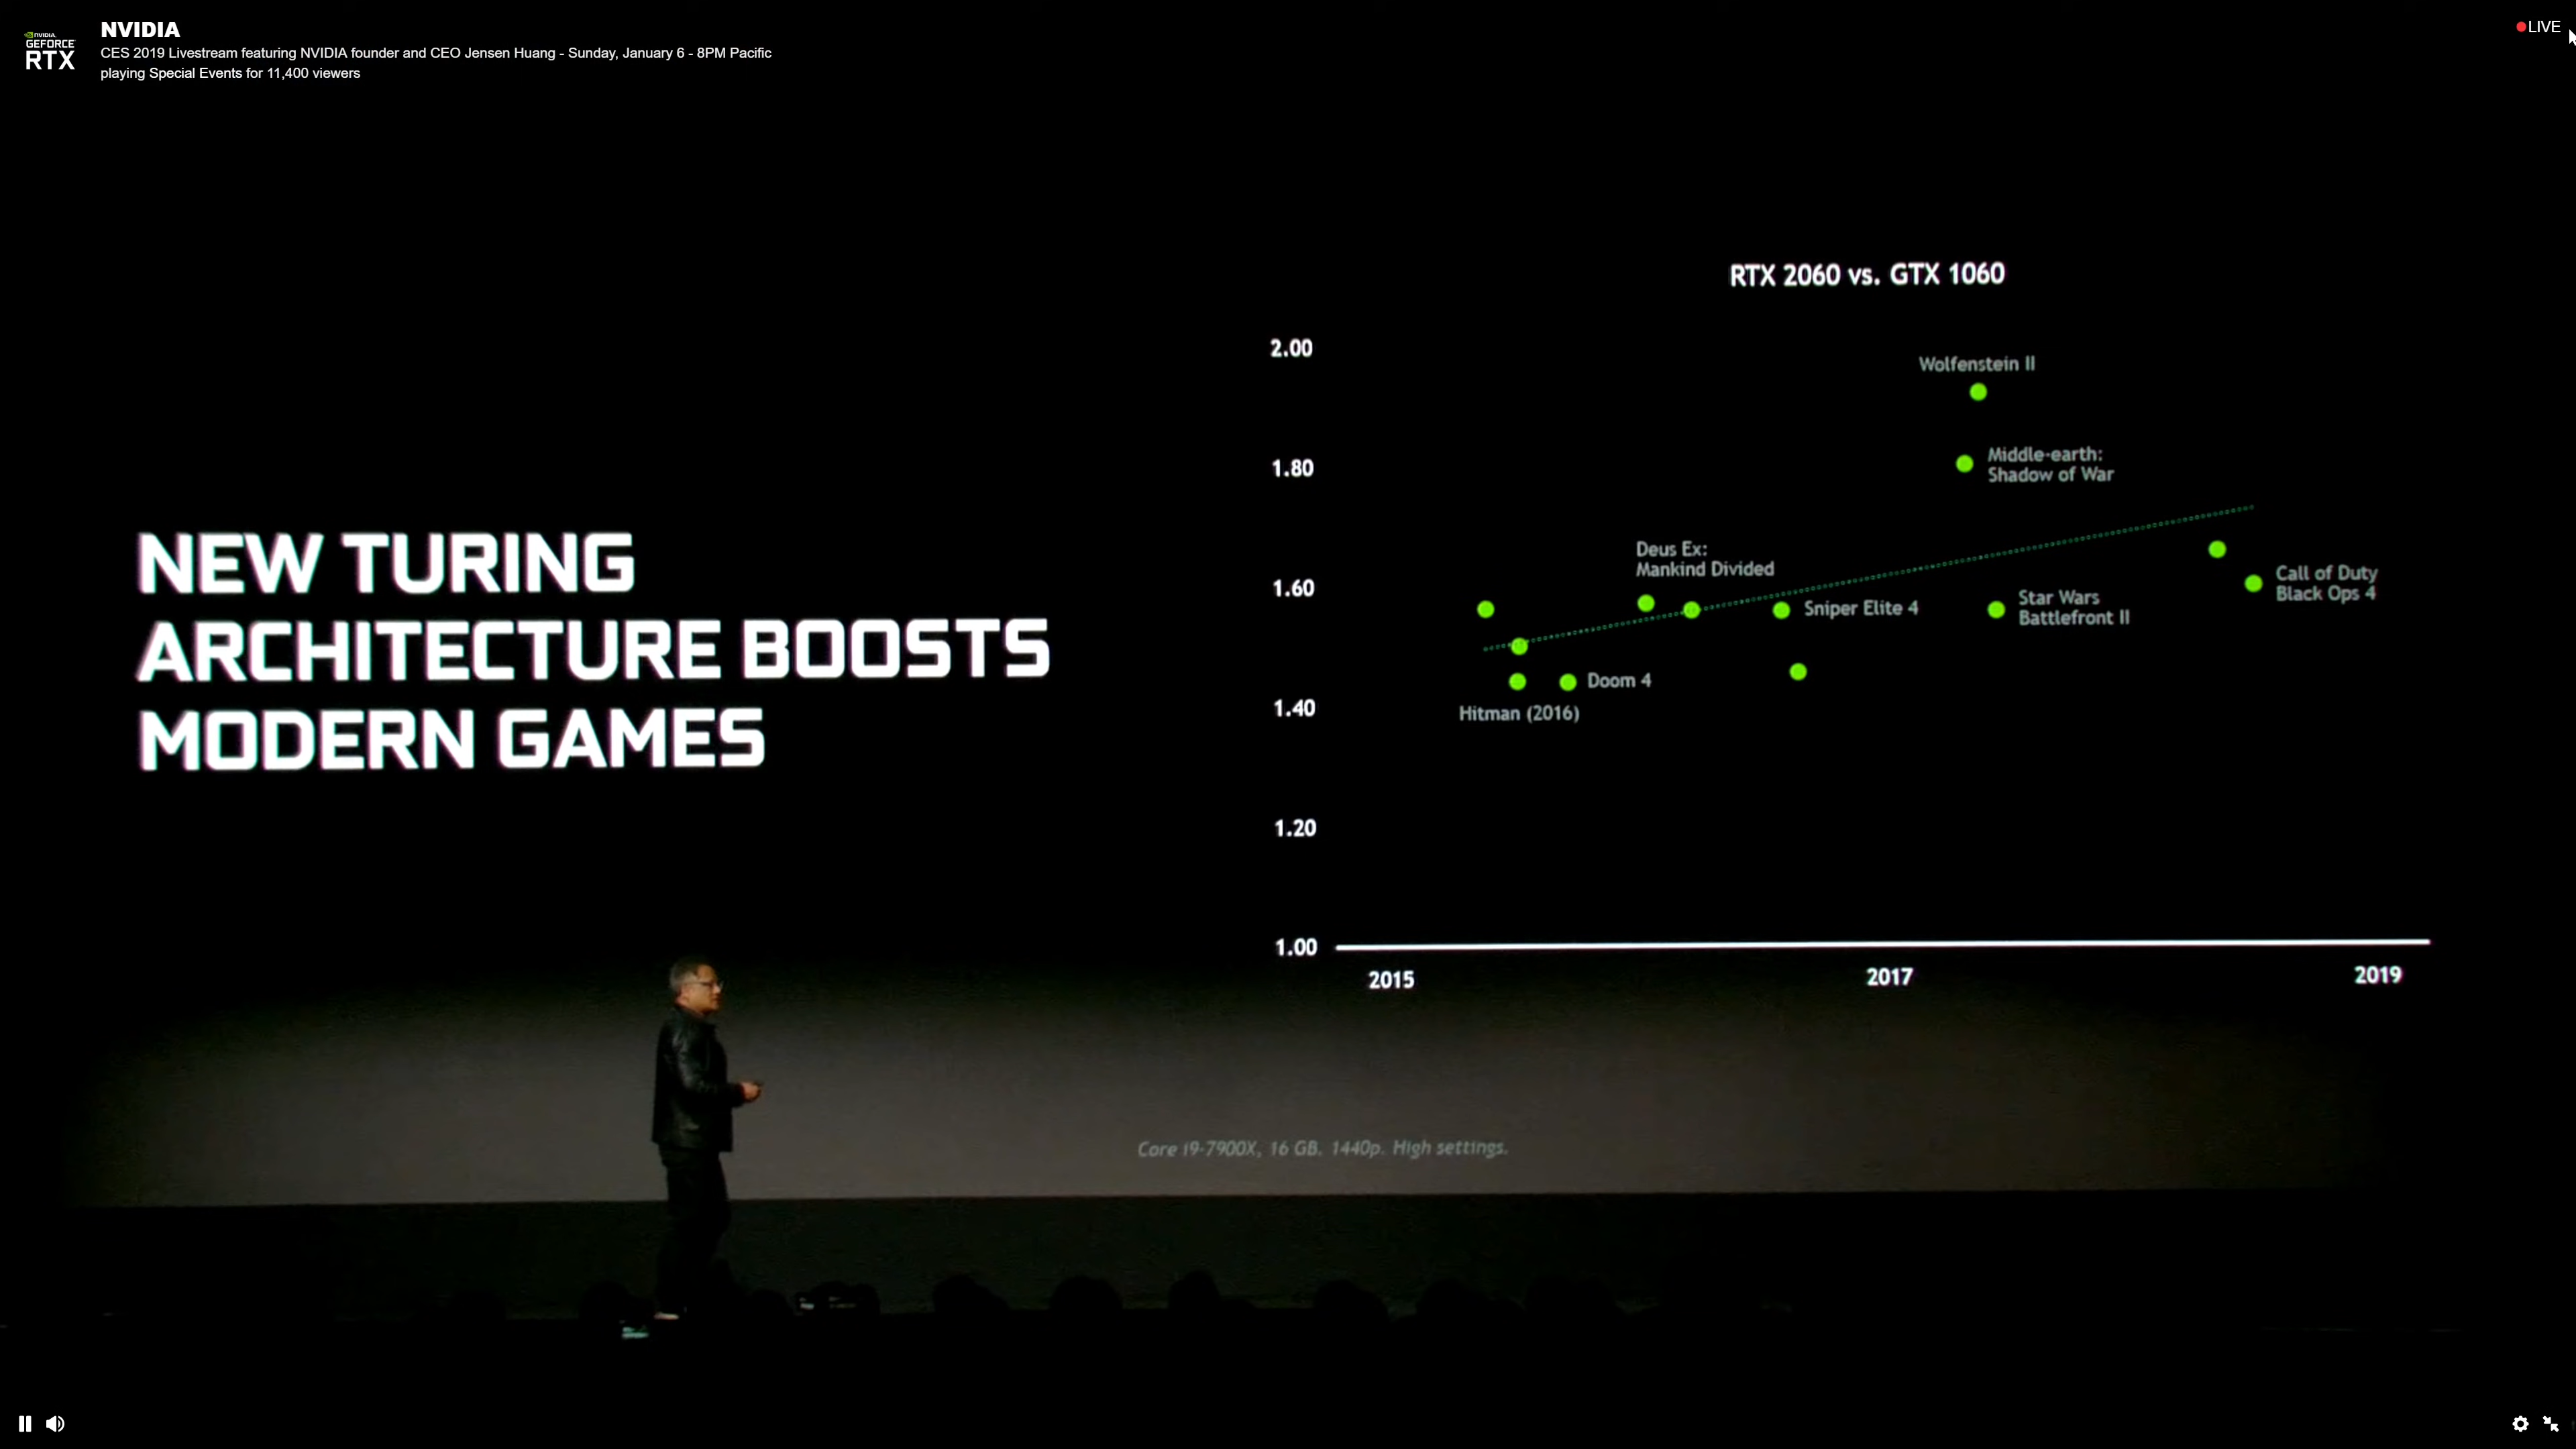 NVIDIA
CES 2019 Livestream featuring NVIDIA founder and CEO Jensen Huang - Sunday, January 6 - 8PM Pacific
playing Special Events for 11,400 viewers
LIVE
NVIDIA.
GEFORCE
RTX
NEW TURING
ARCHITECTURE BOOSTS
MODERN GAMES
RTX 2060 vs. GTX 1060
2.00
1.80
1.60
1.40
1.20
1.00
Wolfenstein II
Middle-earth:
Shadow of War
Deus Ex:
Mankind Divided
Call of Duty
Black Ops 4
Star Wars
Battlefront II
Sniper Elite 4
Doom 4
Hitman (2016)
2015
2017
2019
Core i9-7900X, 16 GB. 1440p. High settings.